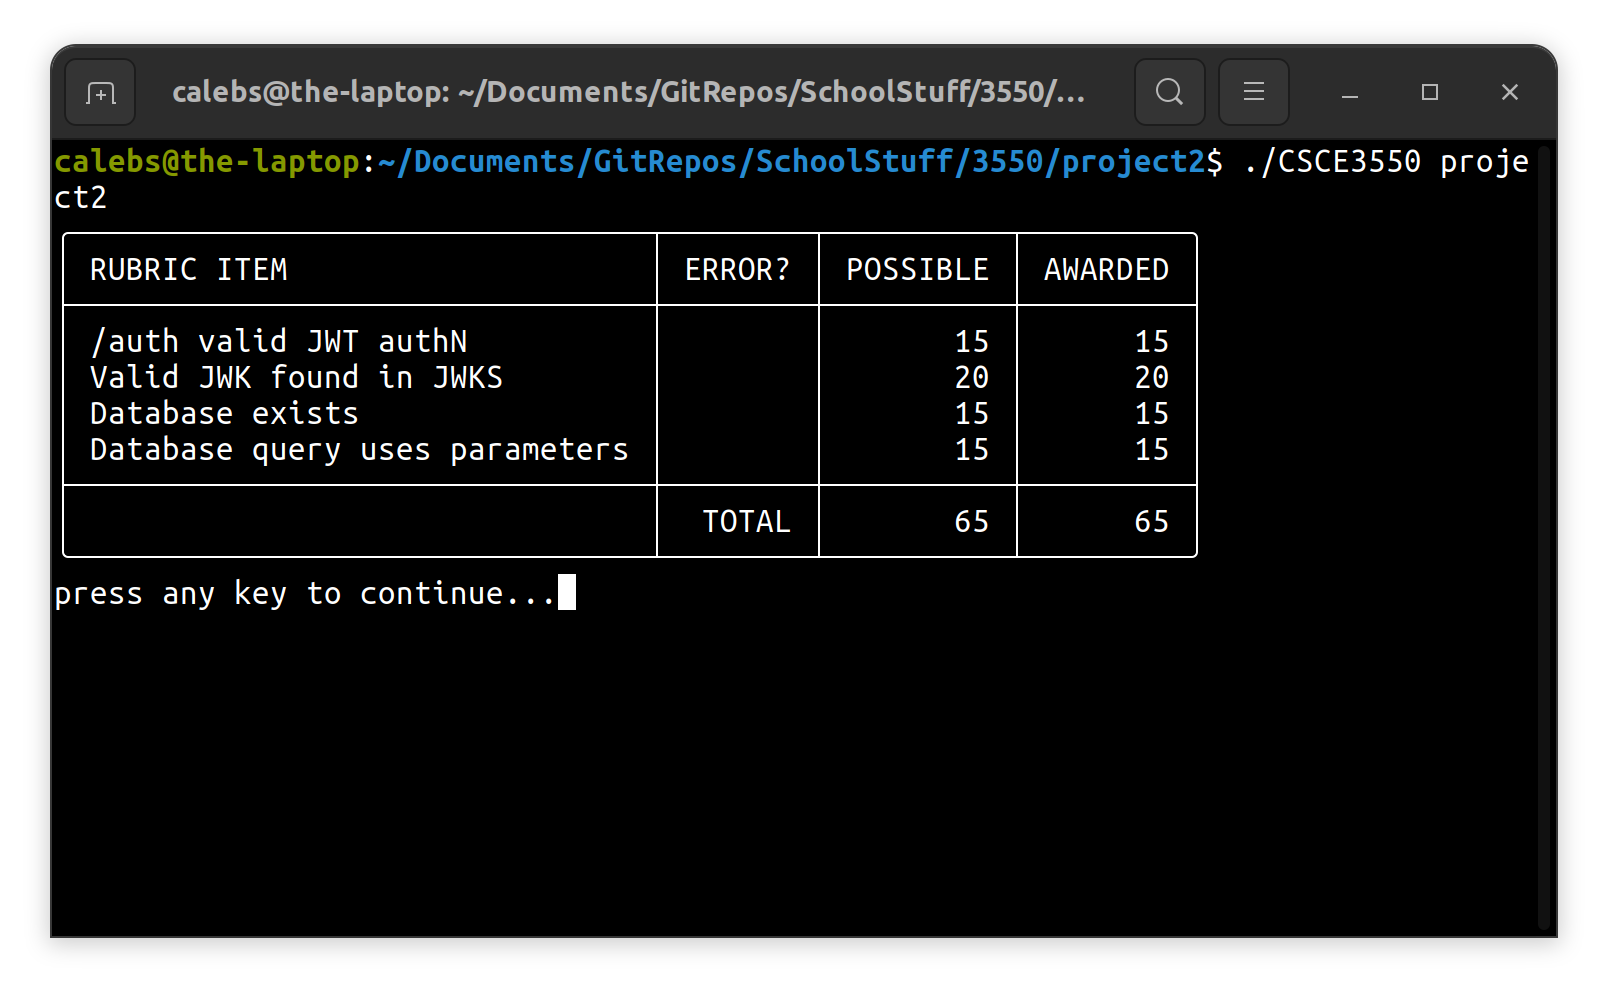 calebs@the-laptop: ~/Documents/GitRepos/SchoolStuff/3550/...
calebs@the-laptop:~/Documents/GitRepos/SchoolStuff/3550/project2$ ./CSCE3550 proje
ct2
RUBRIC ITEM ERROR? POSSIBLE AWARDED
/auth valid JWT authN 15 15
Valid JWK found in JWKS 20 20
Database exists 15 15
Database query uses parameters 15 15
TOTAL 65 65
press any key to continue...